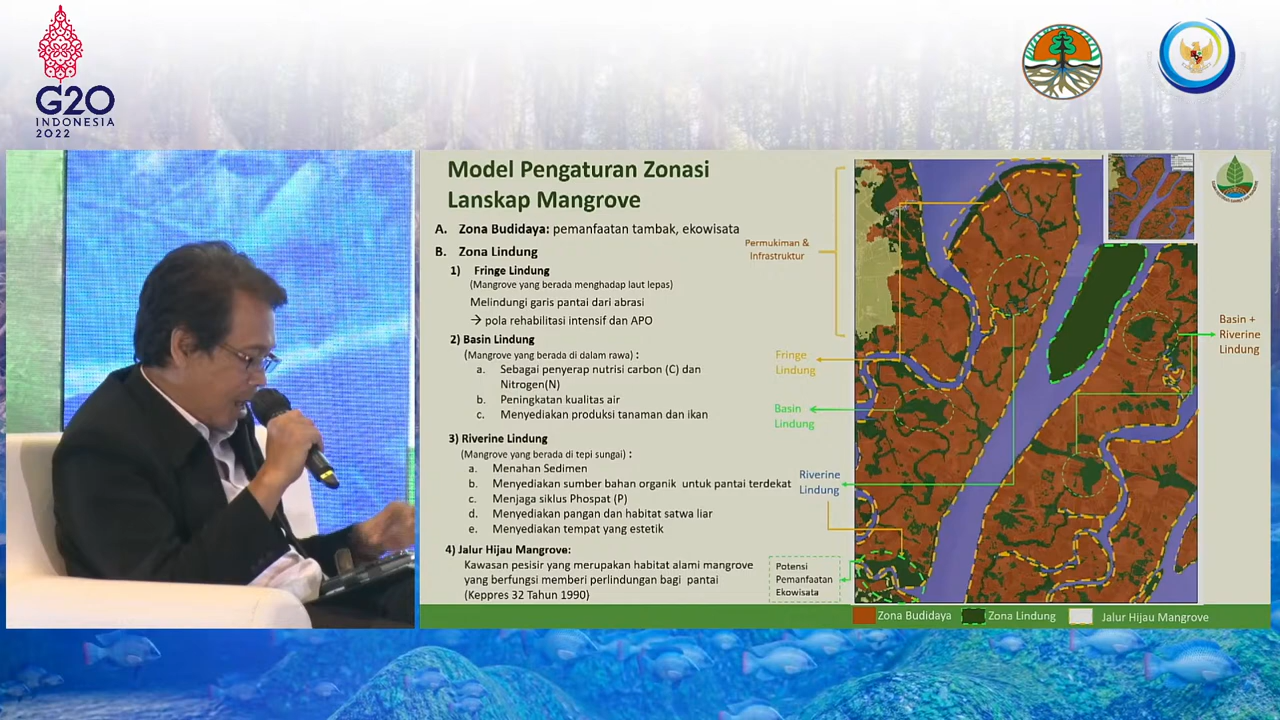 G20
INDONESIA
2022
Model Pengaturan Zonasi
Lanskap Mangrove
A. Zona Budidaya: pemanfaatan tambak, ekowisata
B. Zona Lindung
1) Fringe Lindung
(Mangrove yang berada menghadap laut lepas)
Melindungi garis pantai dari abrasi
→ pola rehabilitasi intensif dan APO
2) Basin Lindung
(Mangrove yang berada di dalam rawa) :
a. Sebagai penyerap nutrisi carbon (C) dan
Nitrogen(N)
b. Peningkatan kualitas air
c. Menyediakan produksi tanaman dan ikan
3) Riverine Lindung
(Mangrove yang berada di tepi sungai) :
a. Menahan Sedimen
b. Menyediakan sumber bahan organik untuk pantai terdekat
c. Menjaga siklus Phospat (P)
d. Menyediakan pangan dan habitat satwa liar
e. Menyediakan tempat yang estetik
4) Jalur Hijau Mangrove:
Kawasan pesisir yang merupakan habitat alami mangrove
yang berfungsi memberi perlindungan bagi pantai
(Keppres 32 Tahun 1990)
Permukiman &
Infrastruktur
Fringe
Lindung
Basin
Lindung
Riverine
Lindung
Potensi
Pemanfaatan
Ekowisata
Basin +
Riverine
Lindung
Zona Budidaya
Zona Lindung
Jalur Hijau Mangrove